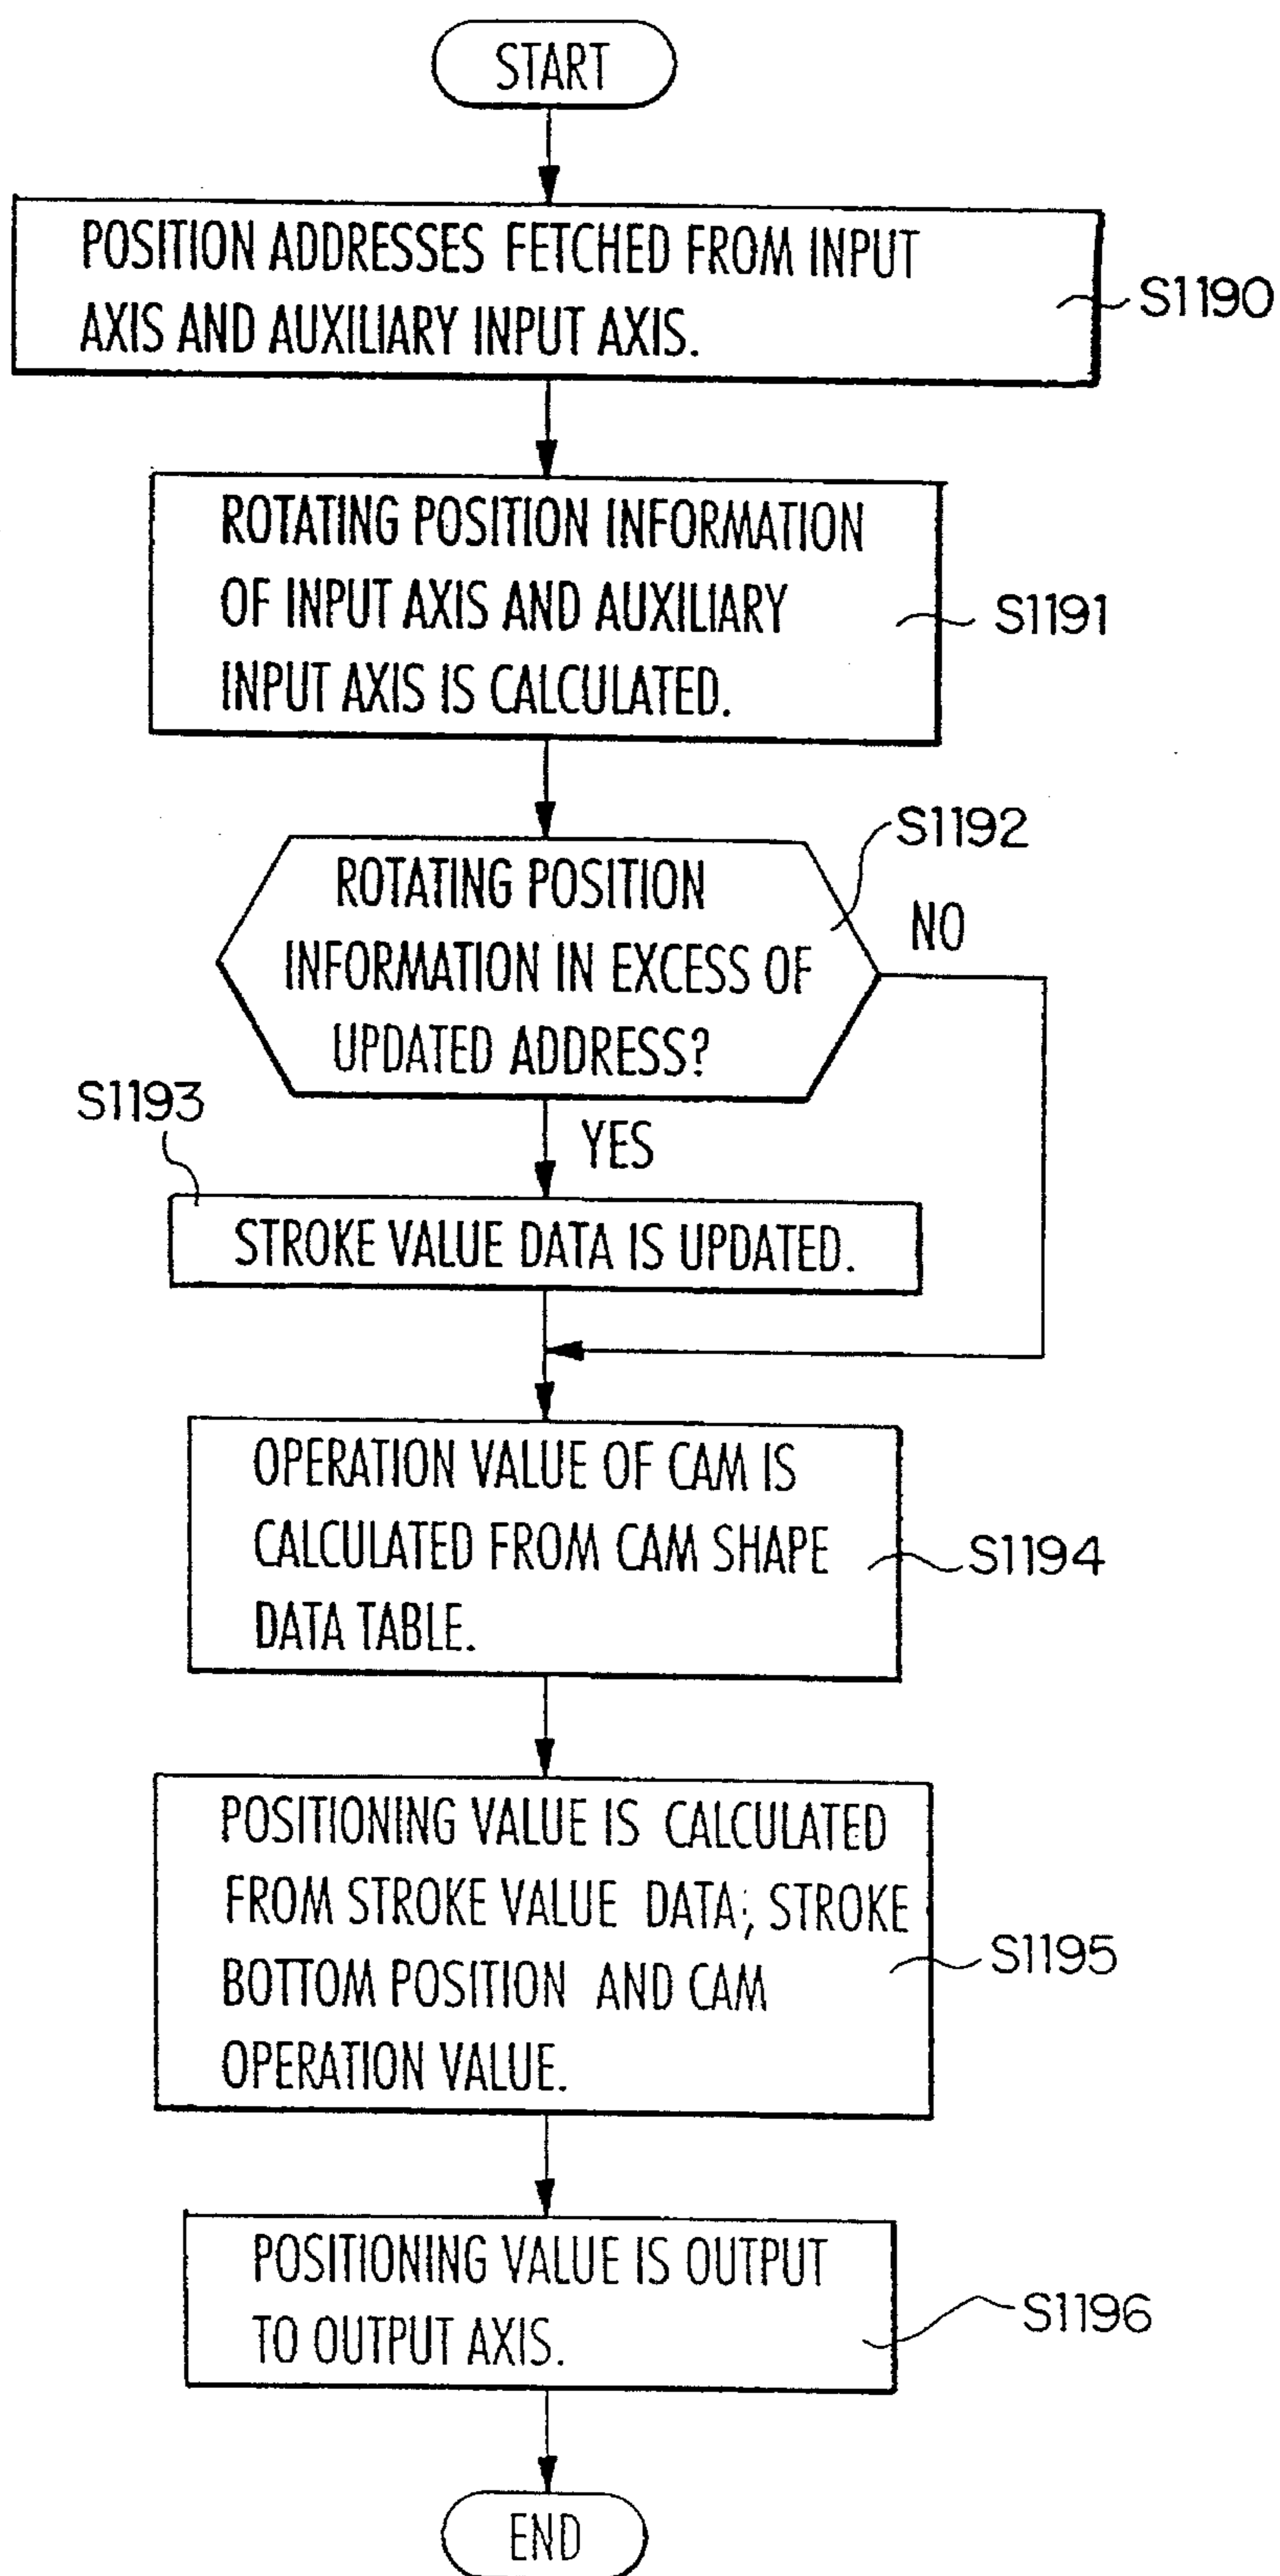 START
POSITION ADDRESSES FETCHED FROM INPUT
AXIS AND AUXILIARY INPUT AXIS.
S1190
ROTATING POSITION INFORMATION
OF INPUT AXIS AND AUXILIARY
INPUT AXIS IS CALCULATED.
S1191
S1192
ROTATING POSITION
INFORMATION IN EXCESS OF
UPDATED ADDRESS?
NO
YES
S1193
STROKE VALUE DATA IS UPDATED.
OPERATION VALUE OF CAM IS
CALCULATED FROM CAM SHAPE
DATA TABLE.
S1194
POSITIONING VALUE IS CALCULATED
FROM STROKE VALUE DATA; STROKE
BOTTOM POSITION AND CAM
OPERATION VALUE.
S1195
POSITIONING VALUE IS OUTPUT
TO OUTPUT AXIS.
S1196
END